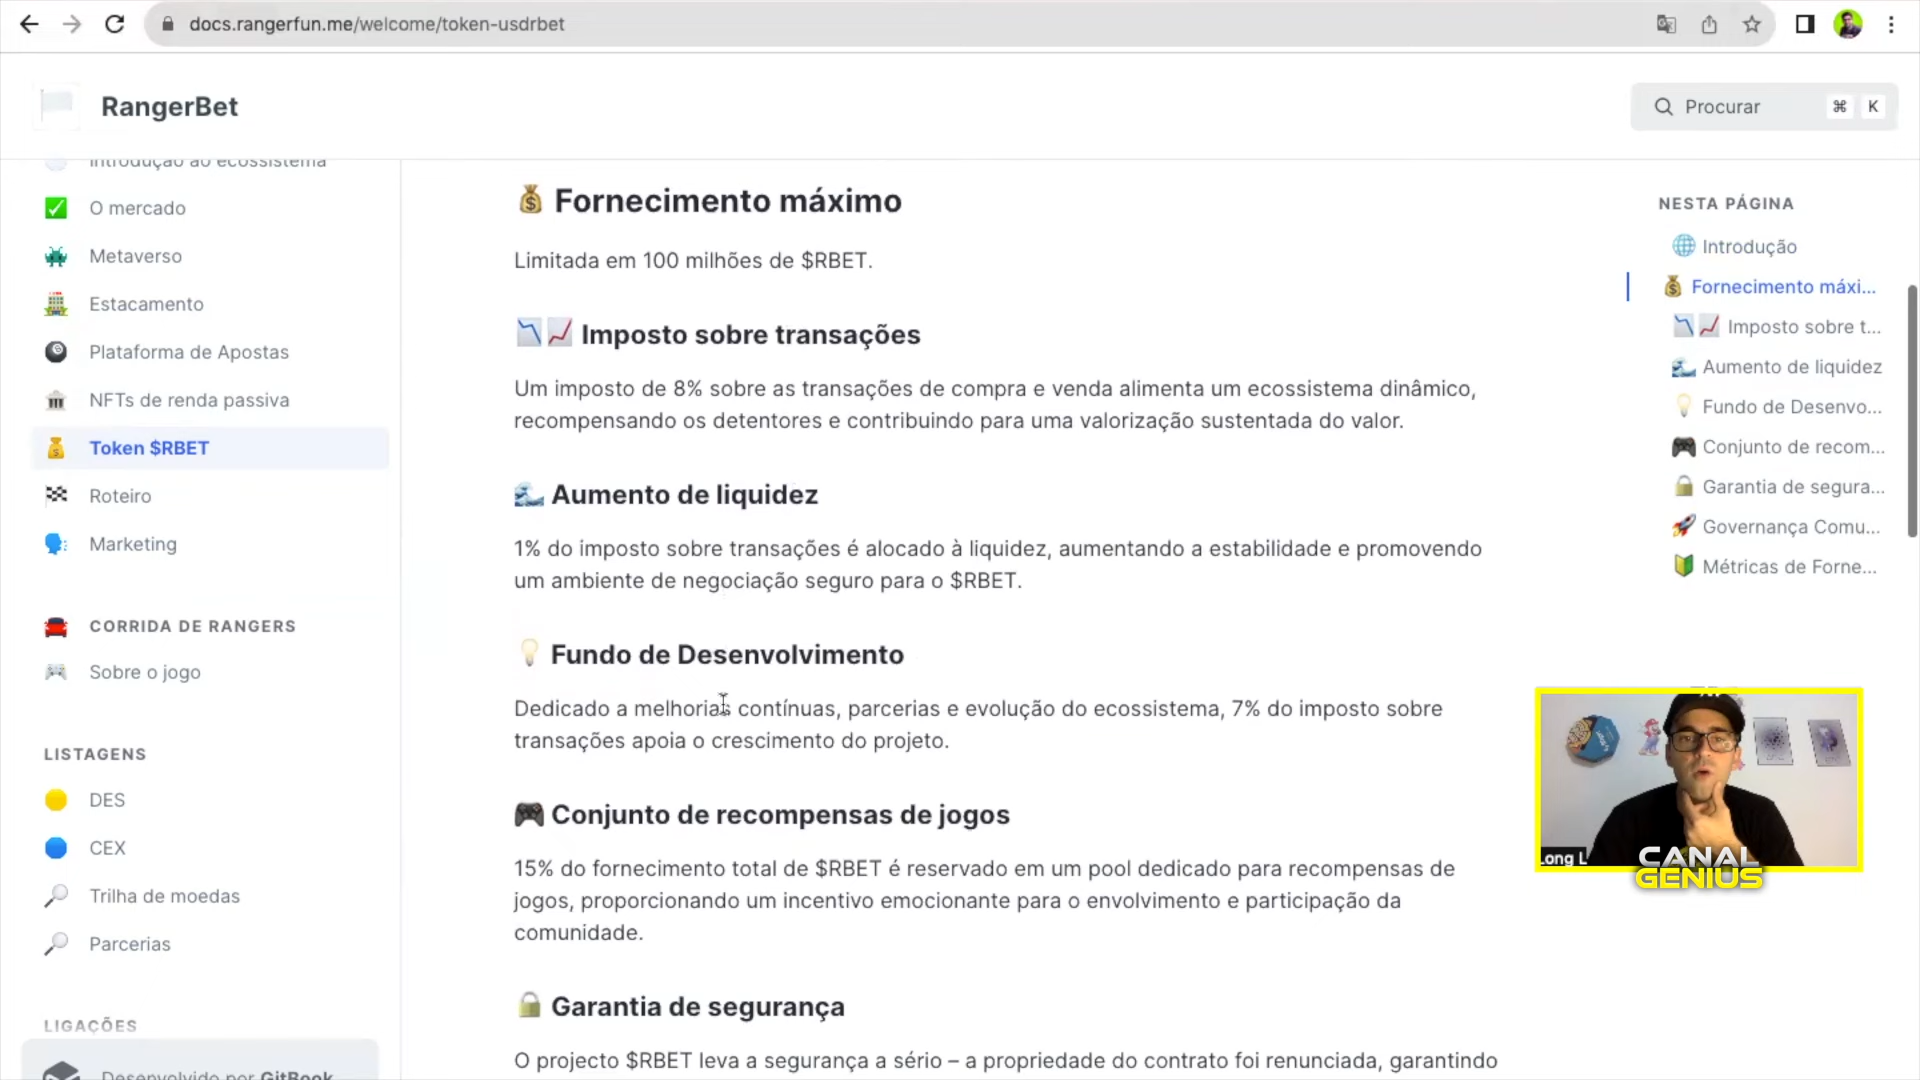 docs.rangerfun.me/welcome/token-usdrbet
RangerBet
Procurar
⌘ K
Introdução ao ecossistema
O mercado
Metaverso
Estacamento
Plataforma de Apostas
NFTs de renda passiva
Token $RBET
Roteiro
Marketing
CORRIDA DE RANGERS
Sobre o jogo
LISTAGENS
DES
CEX
Trilha de moedas
Parcerias
LIGAÇÕES
Desenvolvido por GitBook
Fornecimento máximo
Limitada em 100 milhões de $RBET.
Imposto sobre transações
Um imposto de 8% sobre as transações de compra e venda alimenta um ecossistema dinâmico,
recompensando os detentores e contribuindo para uma valorização sustentada do valor.
Aumento de liquidez
1% do imposto sobre transações é alocado à liquidez, aumentando a estabilidade e promovendo
um ambiente de negociação seguro para o $RBET.
Fundo de Desenvolvimento
Dedicado a melhorias contínuas, parcerias e evolução do ecossistema, 7% do imposto sobre
transações apoia o crescimento do projeto.
Conjunto de recompensas de jogos
15% do fornecimento total de $RBET é reservado em um pool dedicado para recompensas de
jogos, proporcionando um incentivo emocionante para o envolvimento e participação da
comunidade.
Garantia de segurança
O projecto $RBET leva a segurança a sério – a propriedade do contrato foi renunciada, garantindo
NESTA PÁGINA
Introdução
Fornecimento máxi...
Imposto sobre t...
Aumento de liquidez
Fundo de Desenvo...
Conjunto de recom...
Garantia de segura...
Governança Comu...
Métricas de Forne...
Long L
CANAL
GENIUS